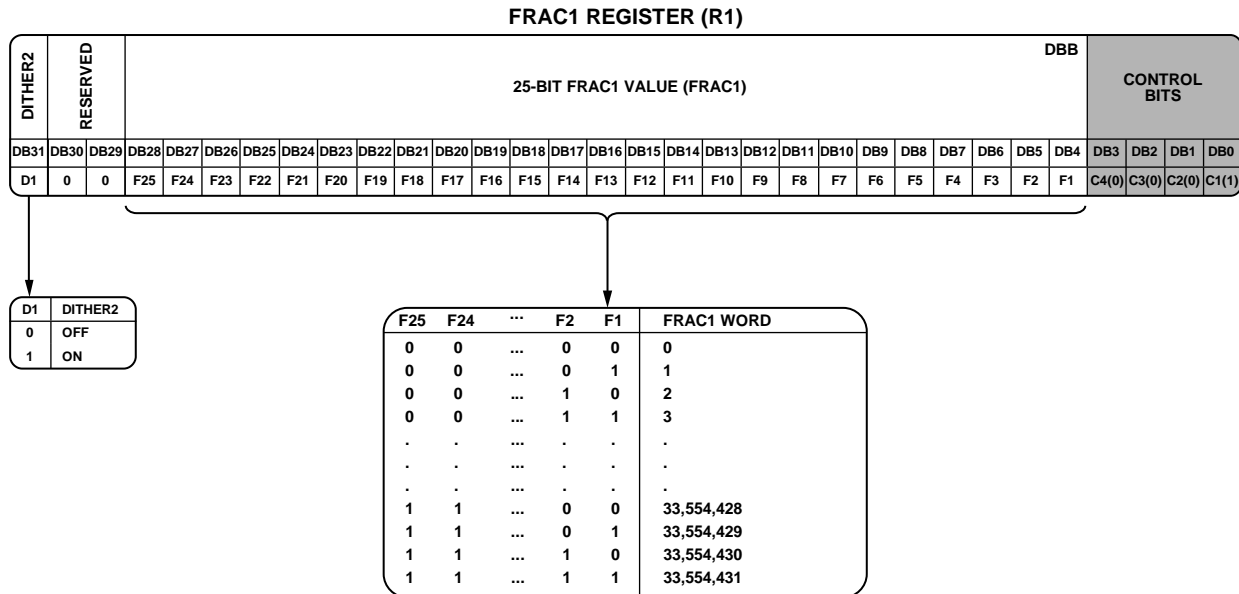 FRAC1 REGISTER (R1)
DITHER2
RESERVED
DBB
25-BIT FRAC1 VALUE (FRAC1)
CONTROL
BITS
DB31 DB30 DB29 DB28 DB27 DB26 DB25 DB24 DB23 DB22 DB21 DB20 DB19 DB18 DB17 DB16 DB15 DB14 DB13 DB12 DB11 DB10 DB9 DB8 DB7 DB6 DB5 DB4 DB3 DB2 DB1 DB0
D1 0 0 F25 F24 F23 F22 F21 F20 F19 F18 F17 F16 F15 F14 F13 F12 F11 F10 F9 F8 F7 F6 F5 F4 F3 F2 F1 C4(0) C3(0) C2(0) C1(1)
D1 DITHER2
0 OFF
1 ON
F25 F24 ... F2 F1 FRAC1 WORD
0 0 ... 0 0 0
0 0 ... 0 1 1
0 0 ... 1 0 2
0 0 ... 1 1 3
. . ... . . .
. . ... . . .
. . ... . . .
1 1 ... 0 0 33,554,428
1 1 ... 0 1 33,554,429
1 1 ... 1 0 33,554,430
1 1 ... 1 1 33,554,431